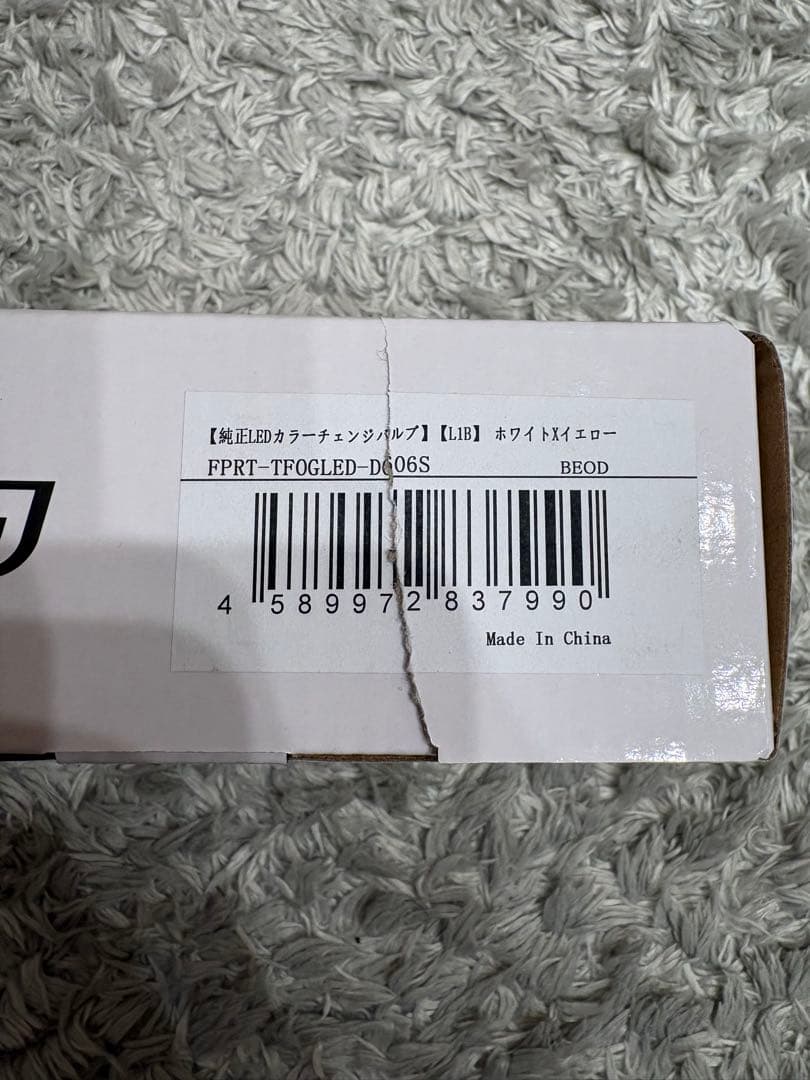 【純正LEDカラーチェンジバルブ】【L1B】 ホワイトXイエロー
FPRT-TFOGLED-D606S BEOD
4 589972 837990
Made In China